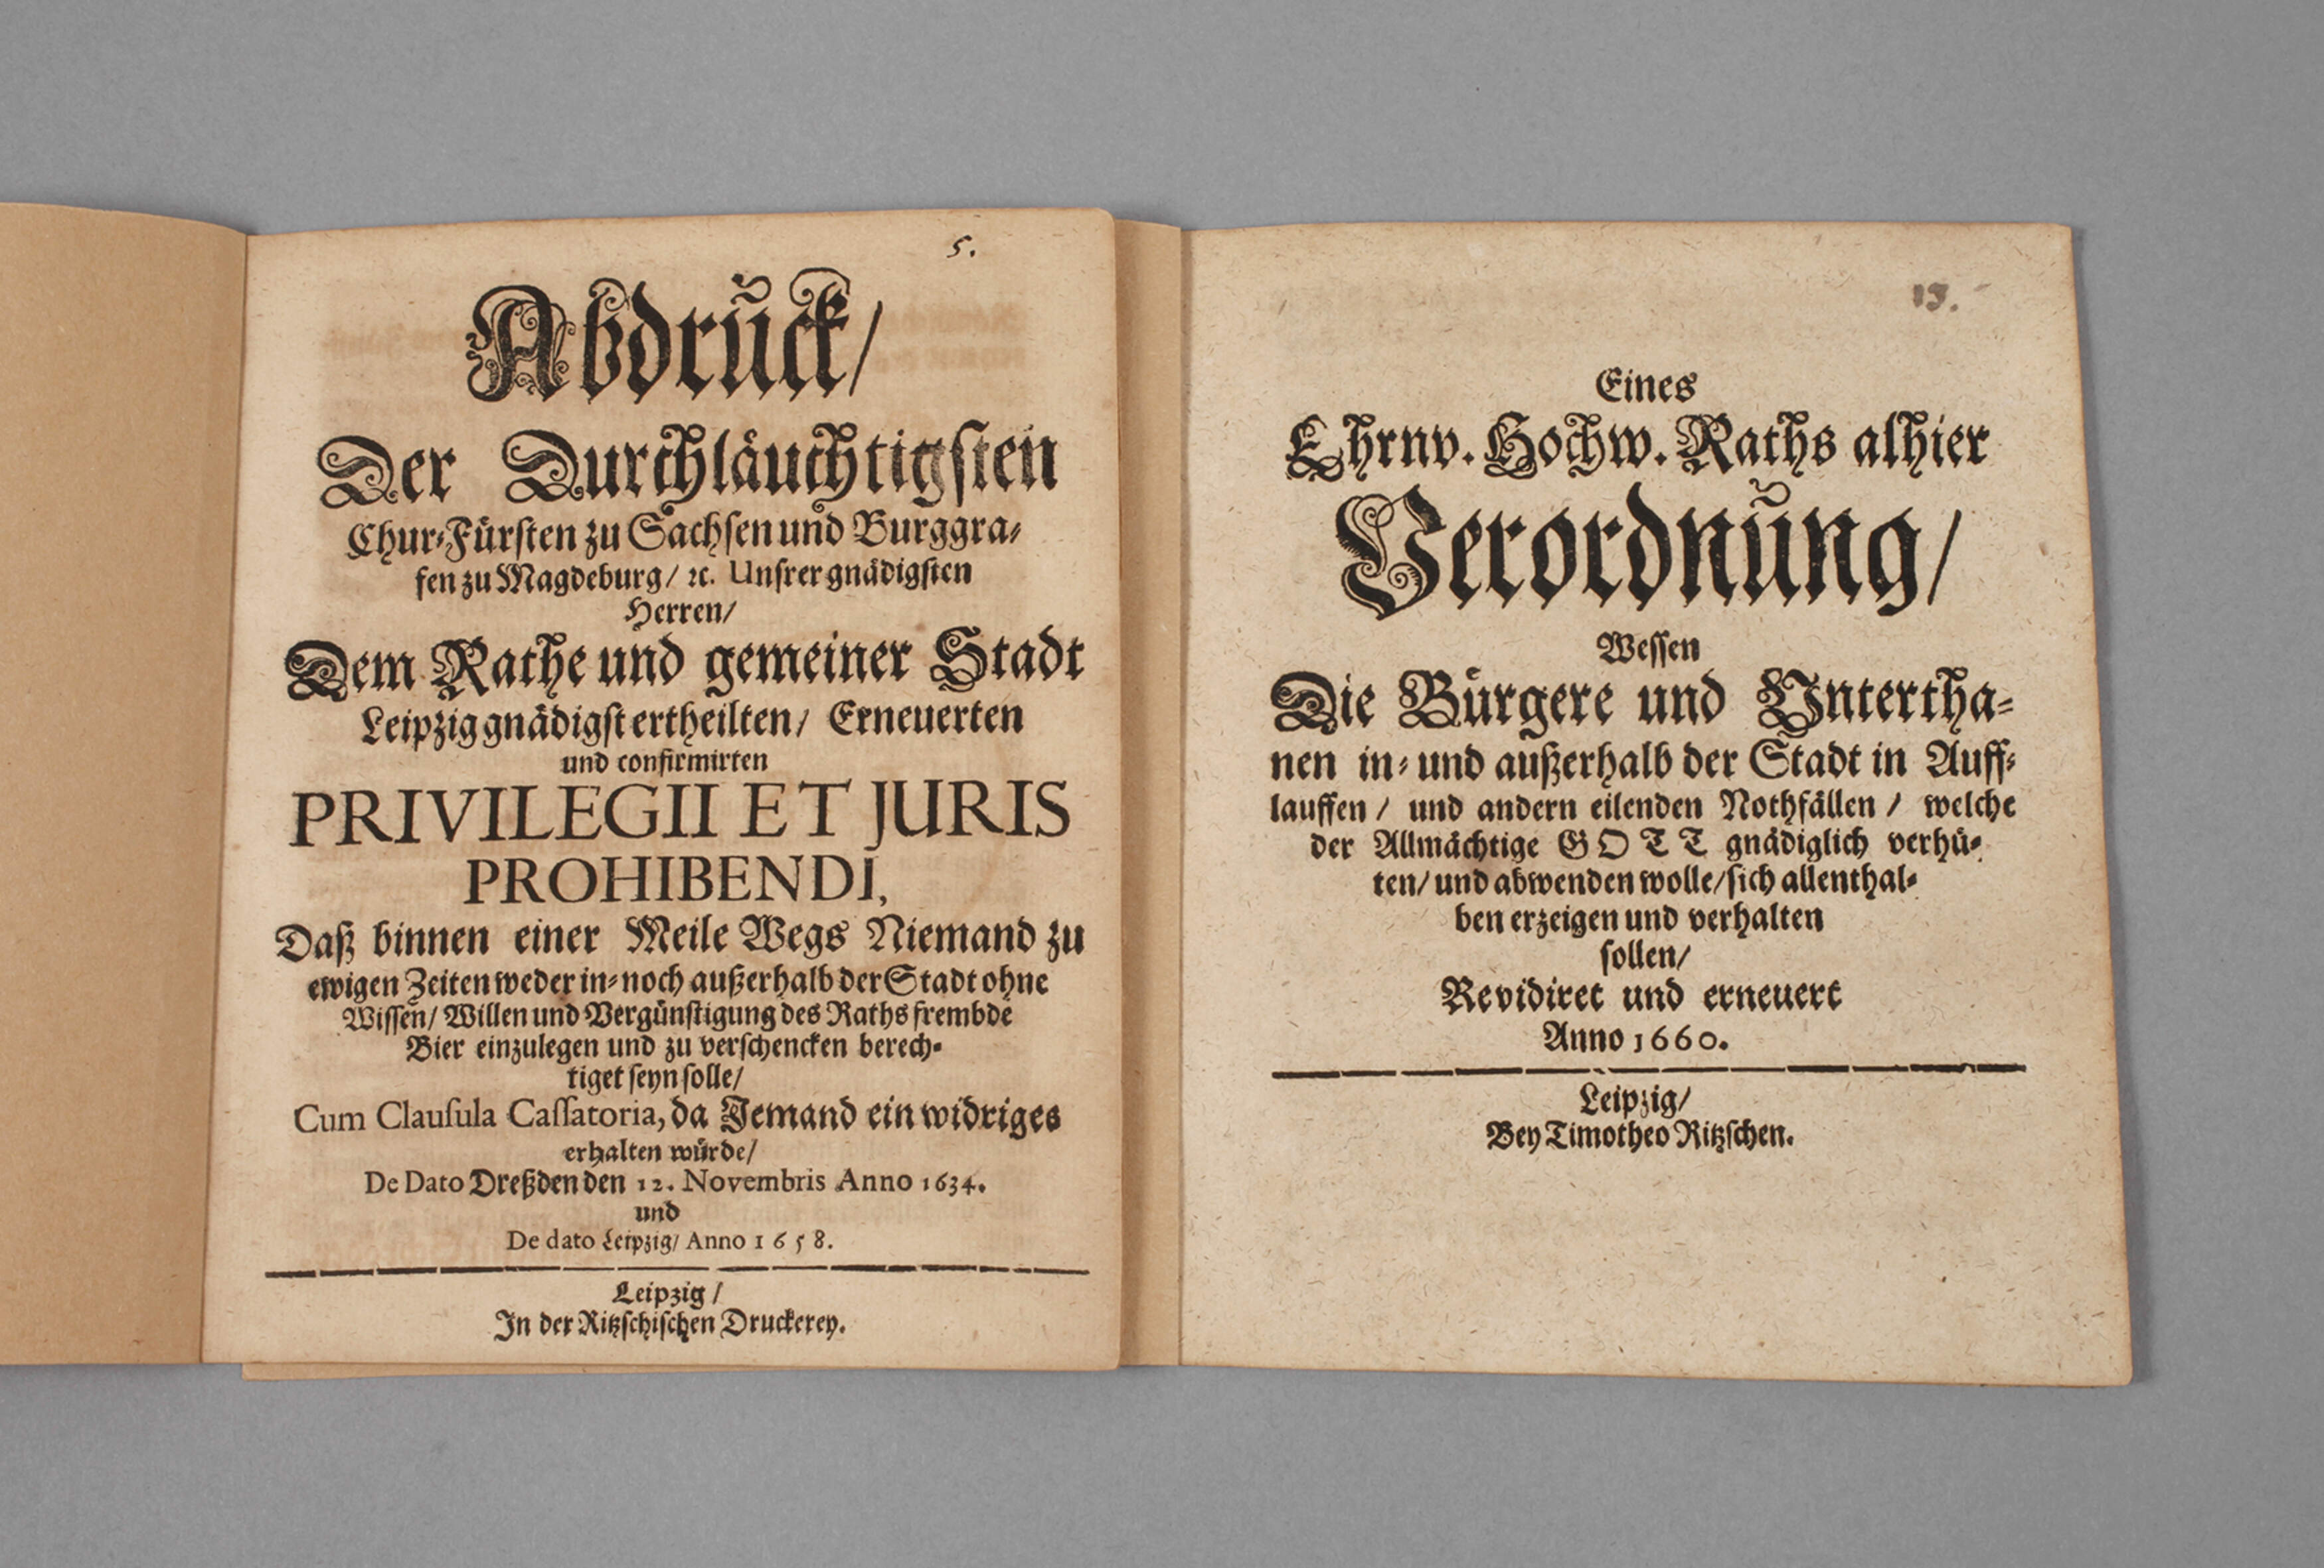 5.
Abdruck/
Der Durchläuchtigſten
Chur-Fürſten zu Sachſen und Burggra-
fen zu Magdeburg/ ꝛc. Unſrer gnädigſten
Herren/
Dem Rathe und gemeiner Stadt
Leipzig gnädigſt ertheilten/ Erneuerten
und confirmirten
PRIVILEGII ET JURIS
PROHIBENDI,
Daß binnen einer Meile Wegs Niemand zu
ewigen Zeiten weder in- noch außerhalb der Stadt ohne
Wiſſen/ Willen und Vergünſtigung des Raths frembde
Bier einzulegen und zu verſchencken berech-
tiget ſeyn ſolle/
Cum Clauſula Caſſatoria, da Jemand ein widriges
erhalten würde/
De Dato Dreßden den 12. Novembris Anno 1634.
und
De dato Leipzig/ Anno 1658.
Leipzig/
In der Ritzſchiſchen Druckerey.
13.
Eines
Ehrnv. Hochw. Raths alhier
Verordnung/
Weſſen
Die Bürgere und Untertha-
nen in- und außerhalb der Stadt in Auff-
lauffen/ und andern eilenden Nothfällen/ welche
der Allmächtige GOTT gnädiglich verhü-
ten/ und abwenden wolle/ ſich allenthal-
ben erzeigen und verhalten
ſollen/
Revidiret und erneuert
Anno 1660.
Leipzig/
Bey Timotheo Ritzſchen.